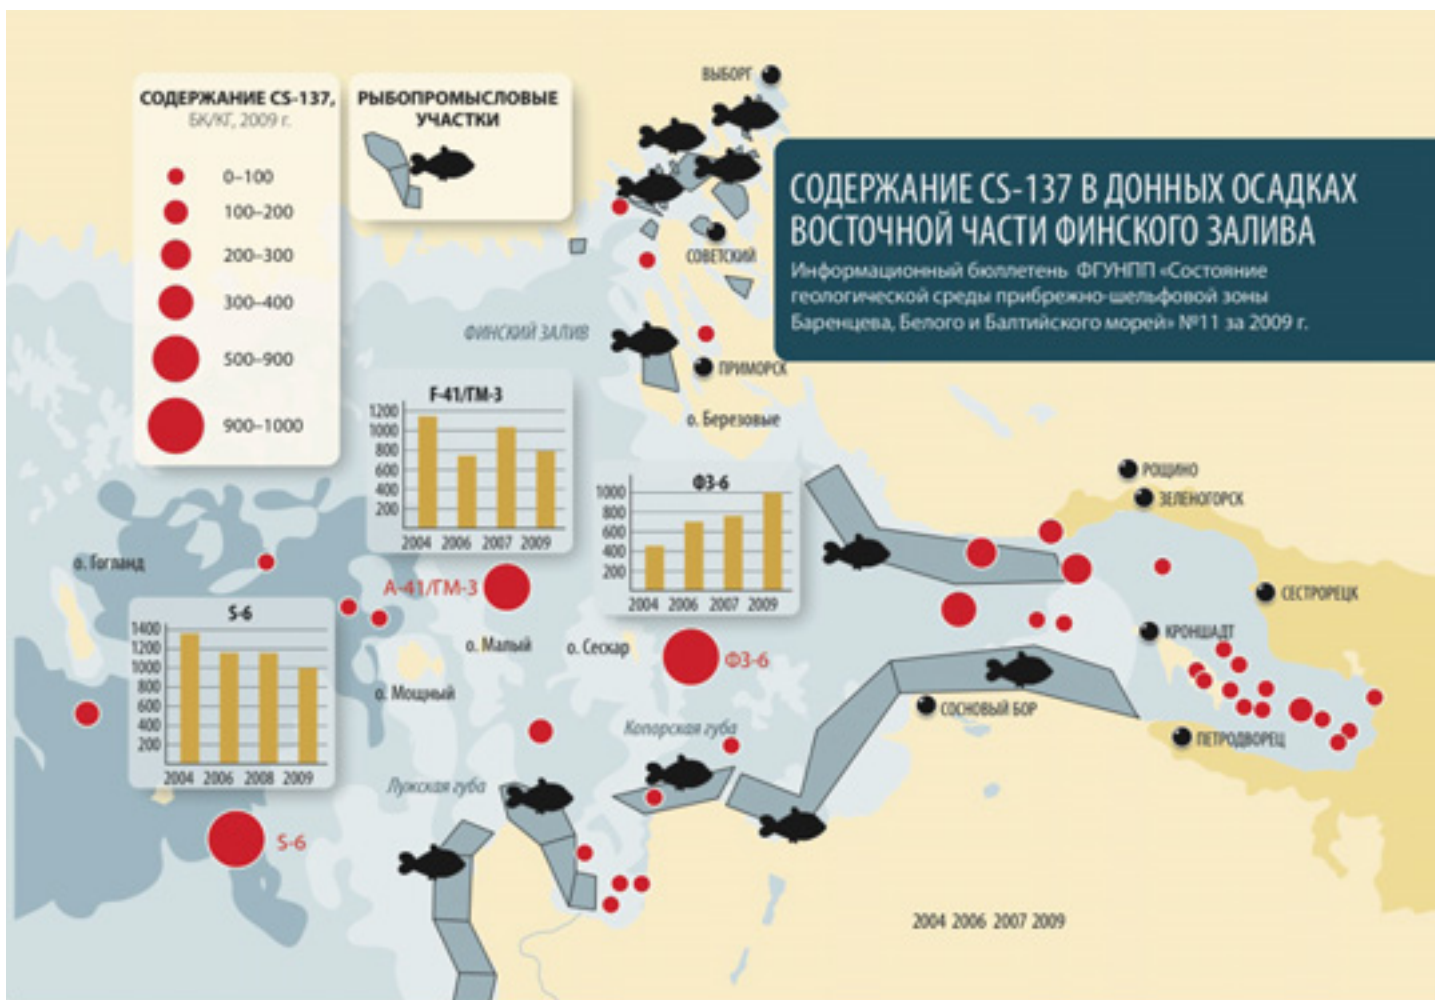 СОДЕРЖАНИЕ CS-137,
БК/КГ, 2009 г.
0–100
100–200
200–300
300–400
500–900
900–1000
РЫБОПРОМЫСЛОВЫЕ
УЧАСТКИ
СОДЕРЖАНИЕ CS-137 В ДОННЫХ ОСАДКАХ
ВОСТОЧНОЙ ЧАСТИ ФИНСКОГО ЗАЛИВА
Информационный бюллетень ФГУНПП «Состояние
геологической среды прибрежно-шельфовой зоны
Баренцева, Белого и Балтийского морей» №11 за 2009 г.
ВЫБОРГ
СОВЕТСКИЙ
ФИНСКИЙ ЗАЛИВ
ПРИМОРСК
о. Березовые
F-41/ГМ-3
1200
1000
800
600
400
200
2004 2006 2007 2009
Ф3-6
1000
800
600
400
200
2004 2006 2007 2009
РОЩИНО
ЗЕЛЕНОГОРСК
СЕСТРОРЕЦК
КРОНШАДТ
о. Гогланд
А-41/ГМ-3
S-6
1400
1200
1000
800
600
400
200
2004 2006 2008 2009
о. Малый
о. Сескар
Ф3-6
о. Мощный
СОСНОВЫЙ БОР
Копорская губа
ПЕТРОДВОРЕЦ
Лужская губа
S-6
2004 2006 2007 2009